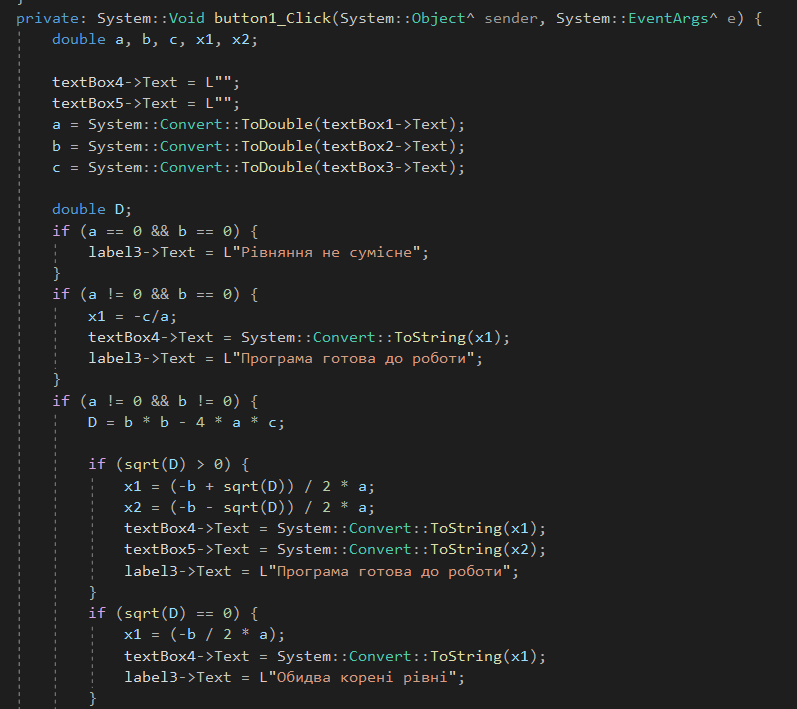 }
private: System::Void button1_Click(System::Object^ sender, System::EventArgs^ e) {
double a, b, c, x1, x2;
textBox4->Text = L"";
textBox5->Text = L"";
a = System::Convert::ToDouble(textBox1->Text);
b = System::Convert::ToDouble(textBox2->Text);
c = System::Convert::ToDouble(textBox3->Text);
double D;
if (a == 0 && b == 0) {
label3->Text = L"Рівняння не сумісне";
}
if (a != 0 && b == 0) {
x1 = -c/a;
textBox4->Text = System::Convert::ToString(x1);
label3->Text = L"Програма готова до роботи";
}
if (a != 0 && b != 0) {
D = b * b - 4 * a * c;
if (sqrt(D) > 0) {
x1 = (-b + sqrt(D)) / 2 * a;
x2 = (-b - sqrt(D)) / 2 * a;
textBox4->Text = System::Convert::ToString(x1);
textBox5->Text = System::Convert::ToString(x2);
label3->Text = L"Програма готова до роботи";
}
if (sqrt(D) == 0) {
x1 = (-b / 2 * a);
textBox4->Text = System::Convert::ToString(x1);
label3->Text = L"Обидва корені рівні";
}